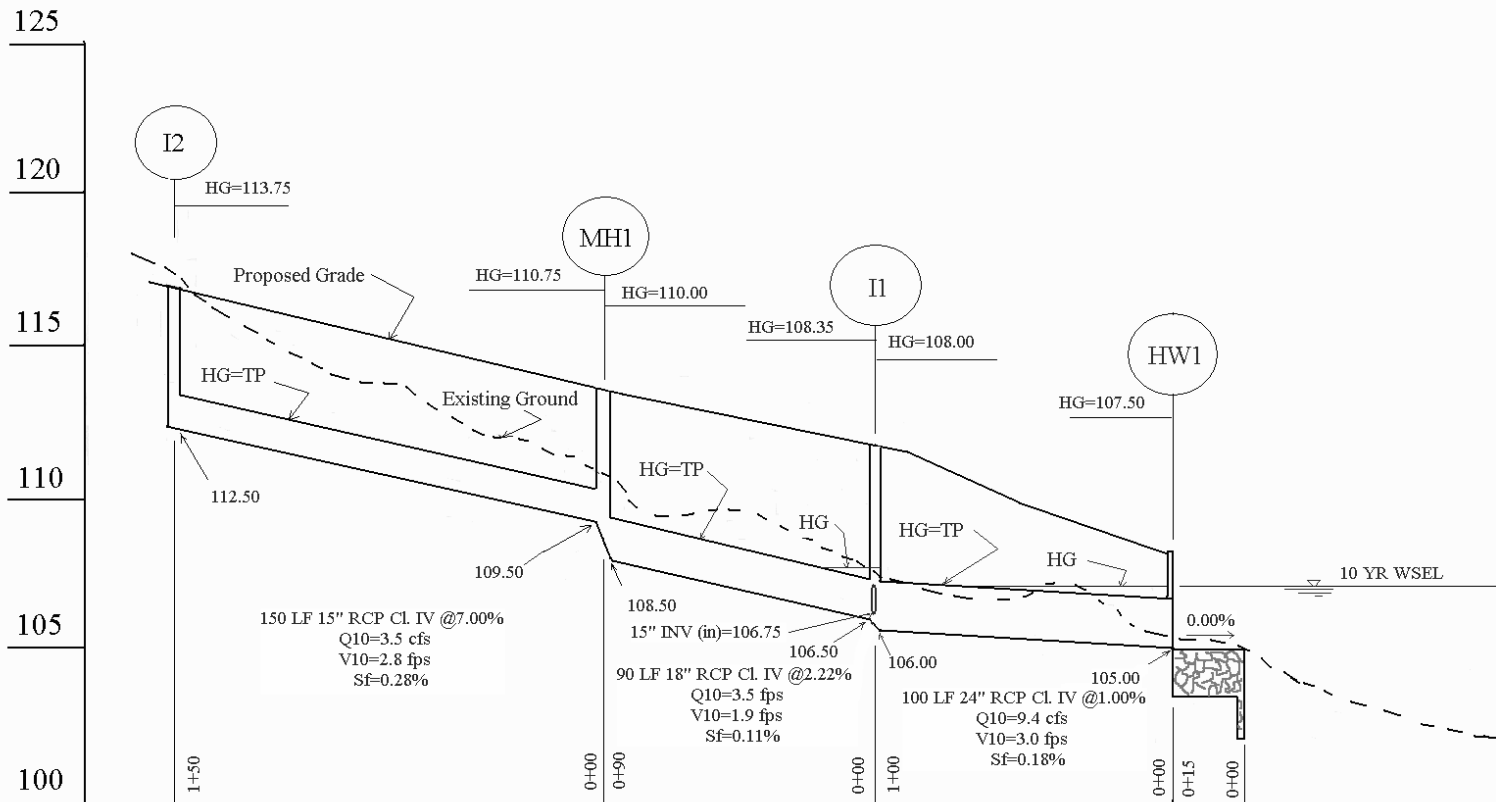 125
120
115
110
105
100
I2
HG=113.75
Proposed Grade
HG=TP
Existing Ground
112.50
109.50
150 LF 15" RCP Cl. IV @7.00%
Q10=3.5 cfs
V10=2.8 fps
Sf=0.28%
MH1
HG=110.75
HG=110.00
HG=TP
HG
108.50
15" INV (in)=106.75
106.50
90 LF 18" RCP Cl. IV @2.22%
Q10=3.5 fps
V10=1.9 fps
Sf=0.11%
I1
HG=108.35
HG=108.00
HG=TP
HG
106.00
105.00
100 LF 24" RCP Cl. IV @1.00%
Q10=9.4 cfs
V10=3.0 fps
Sf=0.18%
HW1
HG=107.50
10 YR WSEL
0.00%
1+50
0+00
0+90
0+00
1+00
0+00
0+15
0+00